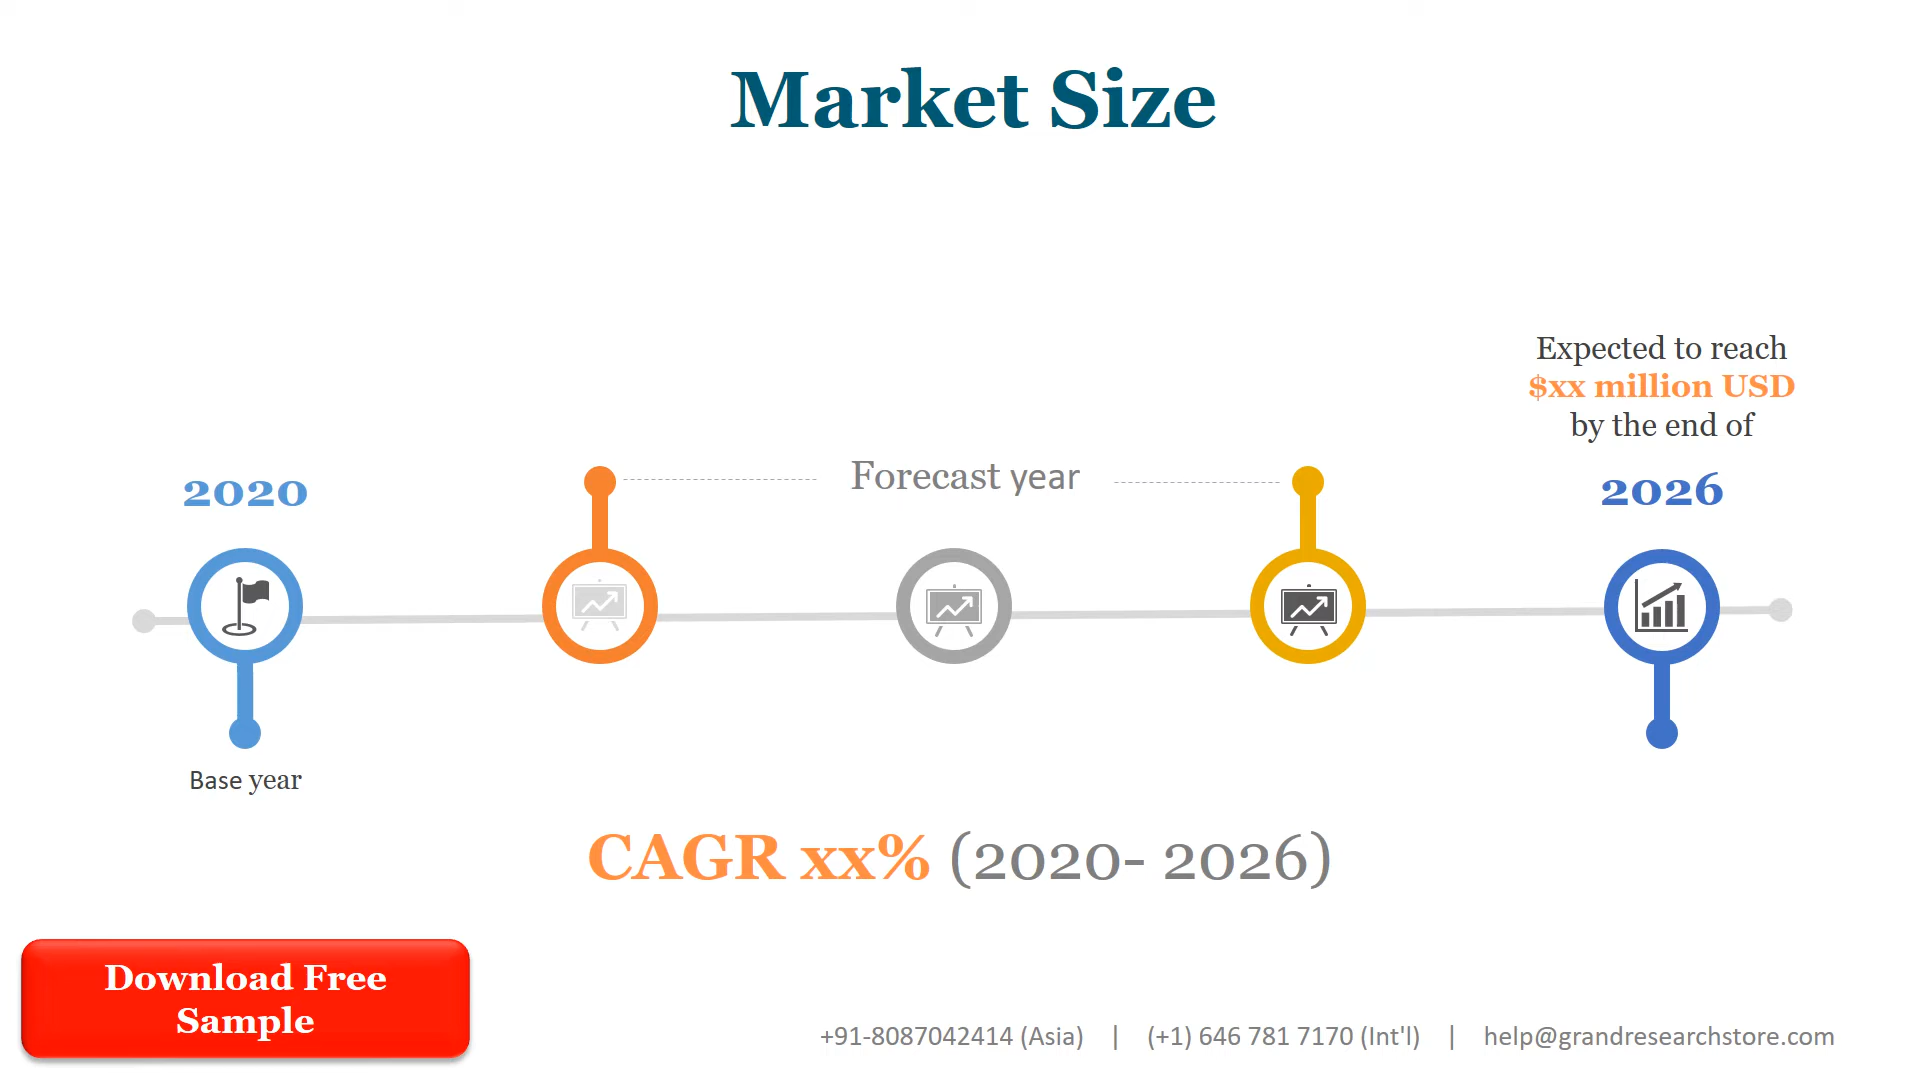 Market Size
Expected to reach
$xx million USD
by the end of
2026
Forecast year
2020
Base year
CAGR xx% (2020- 2026)
Download Free
Sample
+91-8087042414 (Asia) | (+1) 646 781 7170 (Int'l) | help@grandresearchstore.com